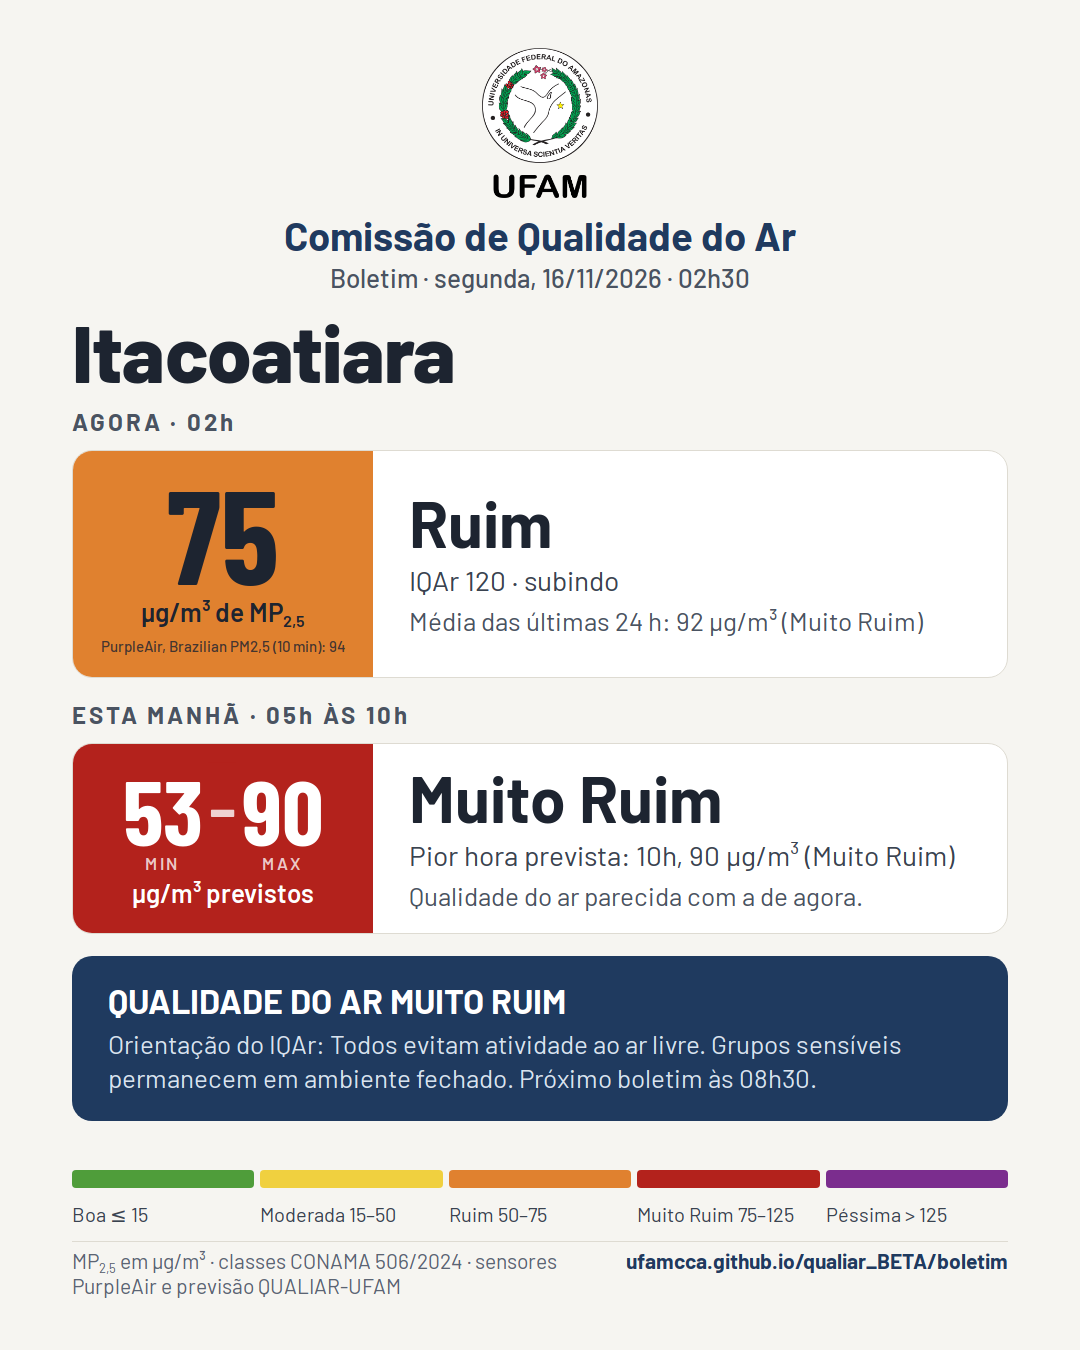 UNIVERSIDADE FEDERAL DO AMAZONAS
IN UNIVERSA SCIENTIA VERITAS
UFAM
Comissão de Qualidade do Ar
Boletim · segunda, 16/11/2026 · 02h30
Itacoatiara
AGORA · 02h
75
µg/m³ de MP2,5
PurpleAir, Brazilian PM2,5 (10 min): 94
Ruim
IQAr 120 · subindo
Média das últimas 24 h: 92 µg/m³ (Muito Ruim)
ESTA MANHÃ · 05h ÀS 10h
53–90
MIN MAX
µg/m³ previstos
Muito Ruim
Pior hora prevista: 10h, 90 µg/m³ (Muito Ruim)
Qualidade do ar parecida com a de agora.
QUALIDADE DO AR MUITO RUIM
Orientação do IQAr: Todos evitam atividade ao ar livre. Grupos sensíveis
permanecem em ambiente fechado. Próximo boletim às 08h30.
Boa ≤ 15 Moderada 15–50 Ruim 50–75 Muito Ruim 75–125 Péssima > 125
MP2,5 em µg/m³ · classes CONAMA 506/2024 · sensores
PurpleAir e previsão QUALIAR-UFAM
ufamcca.github.io/qualiar_BETA/boletim